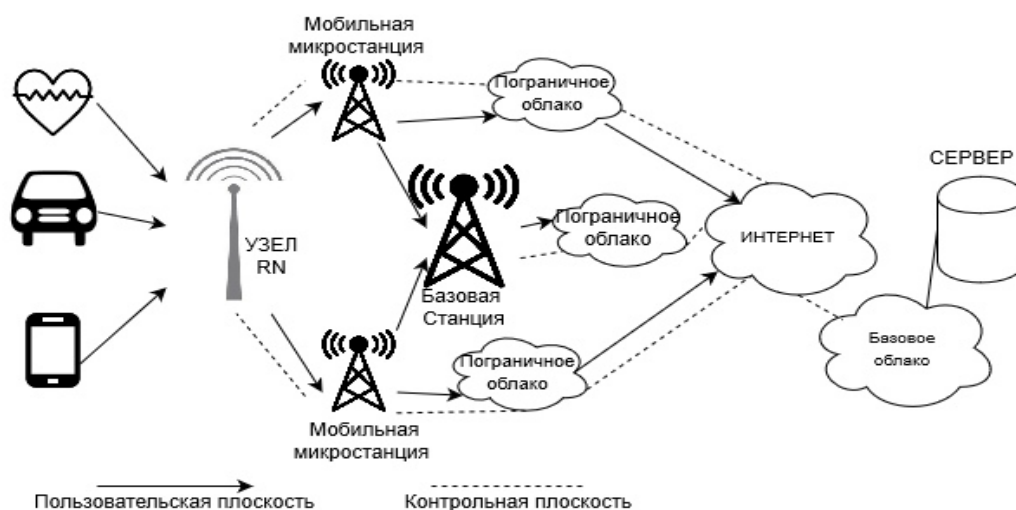 Мобильная
микростанция
Пограничное
облако
СЕРВЕР
УЗЕЛ
RN
Пограничное
облако
ИНТЕРНЕТ
Базовая
Станция
Базовое
облако
Пограничное
облако
Мобильная
микростанция
Пользовательская плоскость
Контрольная плоскость